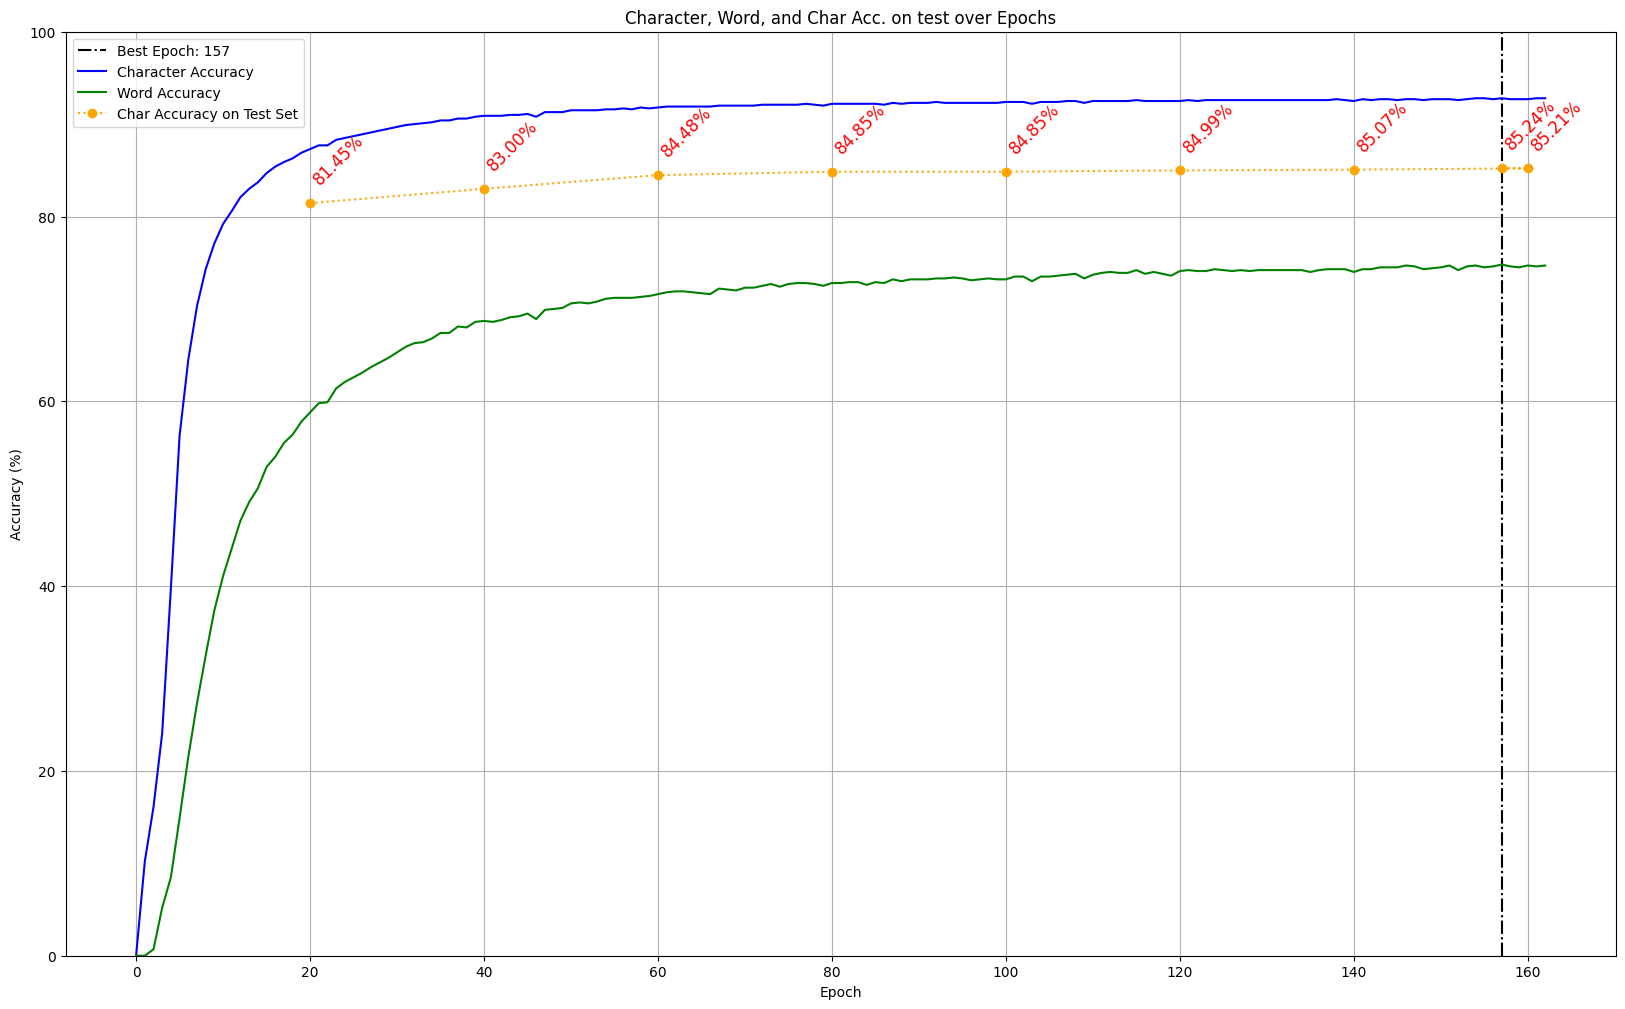 Character, Word, and Char Acc. on test over Epochs
Best Epoch: 157
Character Accuracy
Word Accuracy
Char Accuracy on Test Set
81.45%
83.00%
84.48%
84.85%
84.85%
84.99%
85.07%
85.24%
85.21%
100
80
60
40
20
0
Accuracy (%)
0 20 40 60 80 100 120 140 160
Epoch